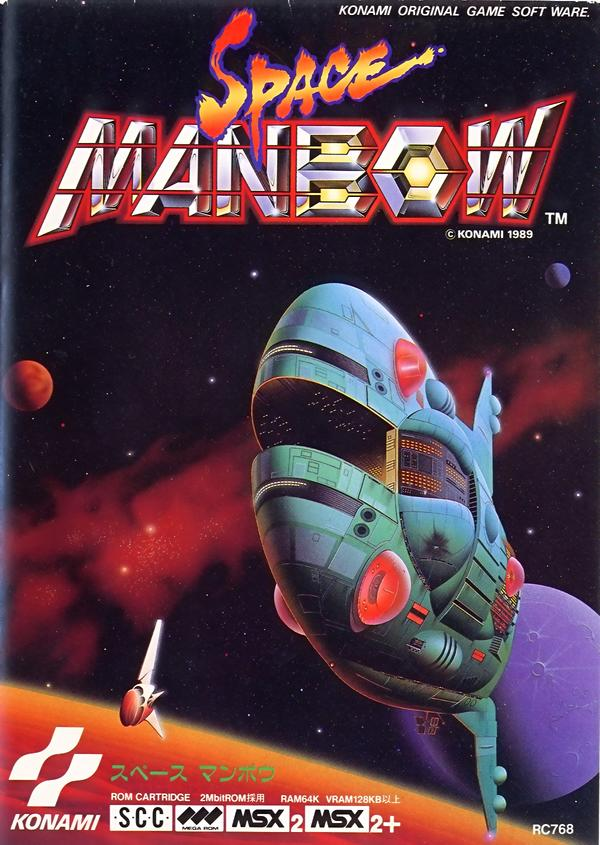 KONAMI ORIGINAL GAME SOFT WARE.
SPACE
MANBOW
TM
© KONAMI 1989
スペース マンボウ
ROM CARTRIDGE 2MbitROM採用 RAM64K VRAM128KB以上
KONAMI
·S·C·C· MEGA ROM MSX 2 MSX 2+
RC768